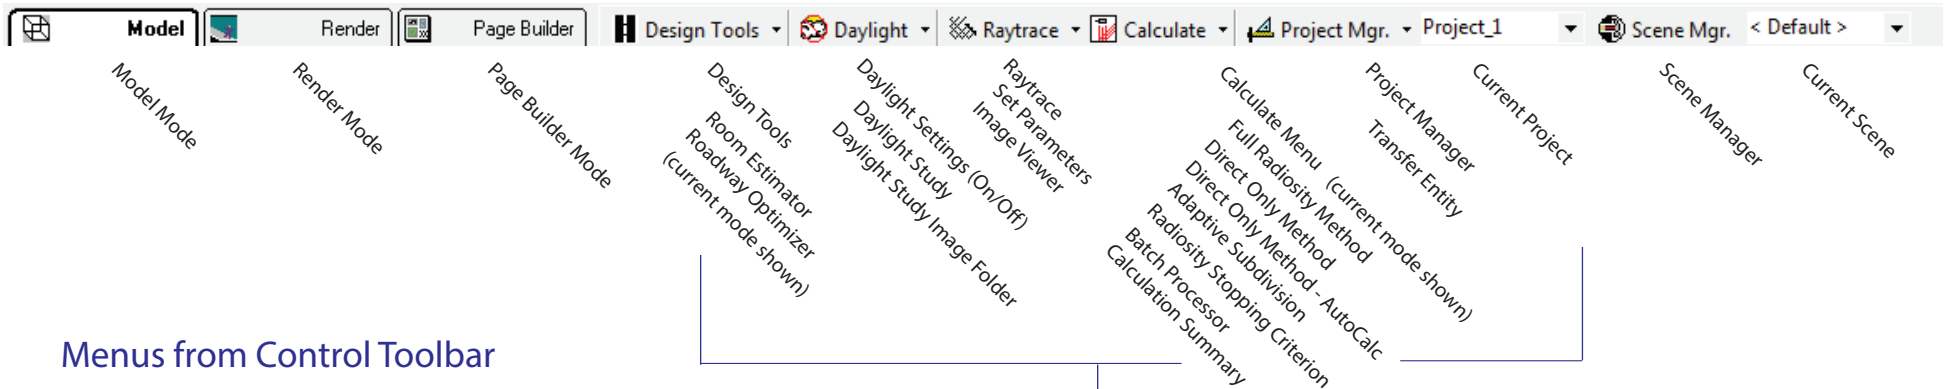 Model
Render
Page Builder
Design Tools
Daylight
Raytrace
Calculate
Project Mgr.
Project_1
Scene Mgr.
< Default >
Model Mode
Render Mode
Page Builder Mode
Design Tools
Room Estimator
Roadway Optimizer
(current mode shown)
Daylight Settings (On/Off)
Daylight Study
Daylight Study Image Folder
Raytrace
Set Parameters
Image Viewer
Calculate Menu (current mode shown)
Full Radiosity Method
Direct Only Method
Direct Only Method - AutoCalc
Adaptive Subdivision
Radiosity Stopping Criterion
Batch Processor
Calculation Summary
Project Manager
Transfer Entity
Current Project
Scene Manager
Current Scene
Menus from Control Toolbar